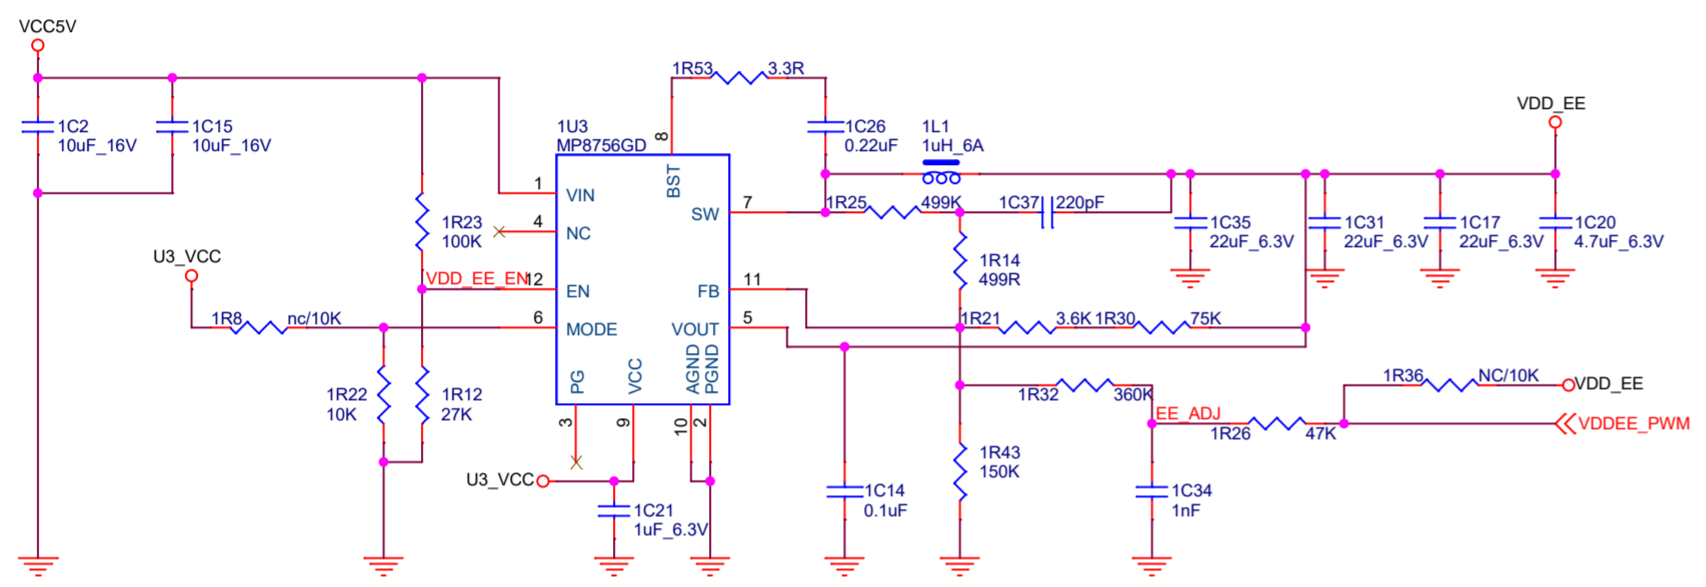 VCC5V
1C2
10uF_16V
1C15
10uF_16V
1R23
100K
VDD_EE_EN
U3_VCC
1R8
nc/10K
1R22
10K
1R12
27K
1U3
MP8756GD
1
VIN
4
NC
12
EN
6
MODE
8
BST
SW
7
FB
11
VOUT
5
PG
3
VCC
9
AGND
10
PGND
2
U3_VCC
1C21
1uF_6.3V
1R53
3.3R
1C26
0.22uF
1L1
1uH_6A
1R25
499K
1C37
220pF
1R14
499R
1R21
3.6K
1R30
75K
1C35
22uF_6.3V
1C31
22uF_6.3V
1C17
22uF_6.3V
VDD_EE
1C20
4.7uF_6.3V
1R32
360K
EE_ADJ
1R26
47K
1R36
NC/10K
VDD_EE
VDDEE_PWM
1R43
150K
1C14
0.1uF
1C34
1nF